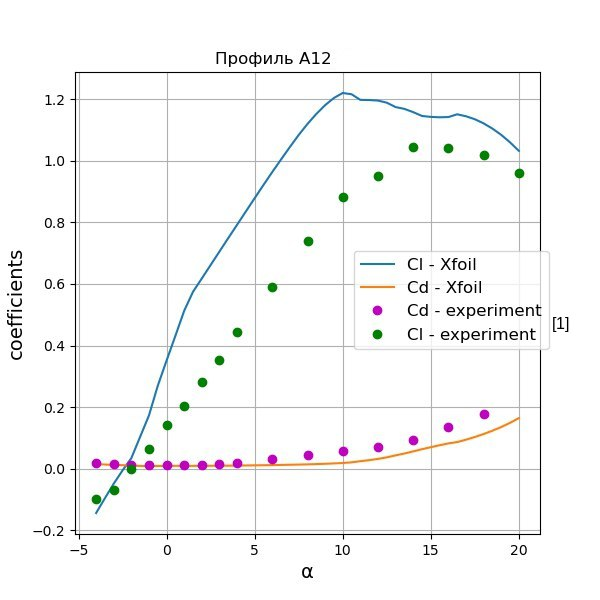 Профиль А12
1.2
1.0
0.8
0.6
0.4
0.2
0.0
−0.2
coefficients
Cl - Xfoil
Cd - Xfoil
Cd - experiment
Cl - experiment
[1]
−5
0
5
10
15
20
α